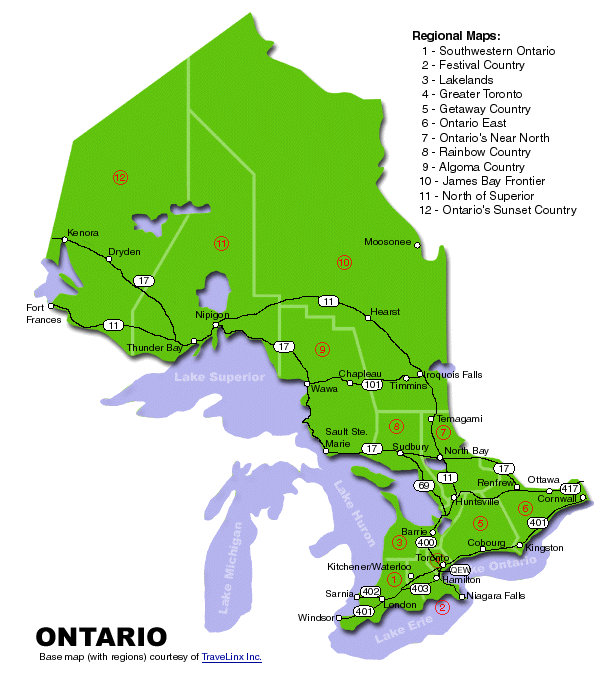 Regional Maps:
1 - Southwestern Ontario
2 - Festival Country
3 - Lakelands
4 - Greater Toronto
5 - Getaway Country
6 - Ontario East
7 - Ontario's Near North
8 - Rainbow Country
9 - Algoma Country
10 - James Bay Frontier
11 - North of Superior
12 - Ontario's Sunset Country
12
Kenora
11
Moosonee
Dryden
10
17
Fort
Frances
11
Nipigon
11
Hearst
Thunder Bay
17
9
Lake Superior
Chapleau
Iroquois Falls
Wawa
101
Timmins
Temagami
8
7
Sault Ste.
Marie
17
Sudbury
North Bay
17
69
11
Renfrew
Ottawa
417
Huntsville
Cornwall
Lake Huron
6
5
401
Barrie
400
3
Cobourg
Kingston
Lake Michigan
Toronto
Kitchener/Waterloo
QEW
Lake Ontario
1
Hamilton
403
Sarnia
402
London
Niagara Falls
401
2
Windsor
Lake Erie
ONTARIO
Base map (with regions) courtesy of TraveLinx Inc.